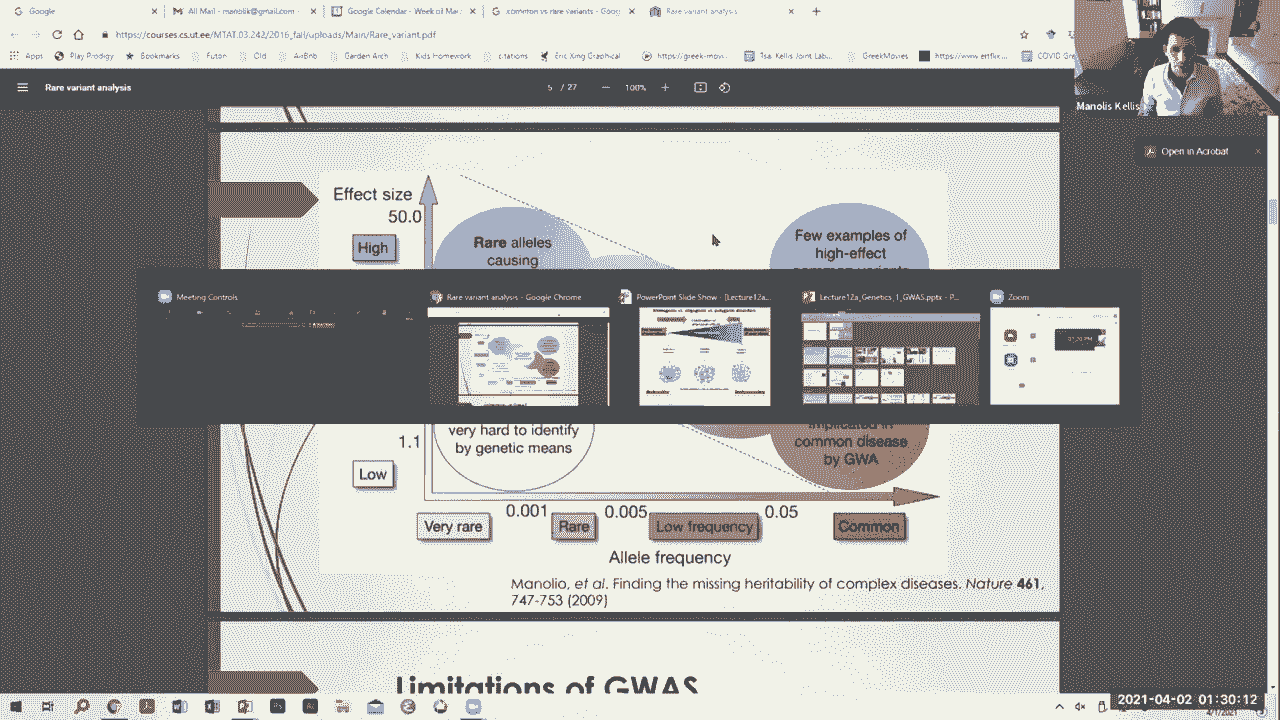 Google
All Mail - manolik@gmail.com -
Google Calendar - Week of Mar
common vs rare variants - Goog
Rare variant analysis
https://courses.cs.ut.ee/MTAT.03.242/2016_fall/uploads/Main/Rare_variant.pdf
Apps
Play Prodigy
Bookmarks
Futon
Old
AirBnb
Garden Arch
Kids Homework
citations
Eric Xing Graphical
https://greek-movi...
Tsa: Kellis Joint Lab...
GreekMovies
https://www.ertflix...
COVID Gre
Rare variant analysis
5 / 27
100%
Manolis Kellis
Open in Acrobat
Effect size
50.0
High
Rare alleles
causing
Few examples of
high-effect
common variants
Meeting Controls
Rare variant analysis - Google Chrome
PowerPoint Slide Show - [Lecture12a...
Lecture12a_Genetics_1_GWAS.pptx - P...
Zoom
very hard to identify
by genetic means
implicated in
common disease
by GWA
1.1
Low
0.001
0.005
0.05
Very rare
Rare
Low frequency
Common
Allele frequency
Manolio, et al. Finding the missing heritability of complex diseases. Nature 461,
747-753 (2009)
Limitations of GWAS
2021-04-02 01:30:12